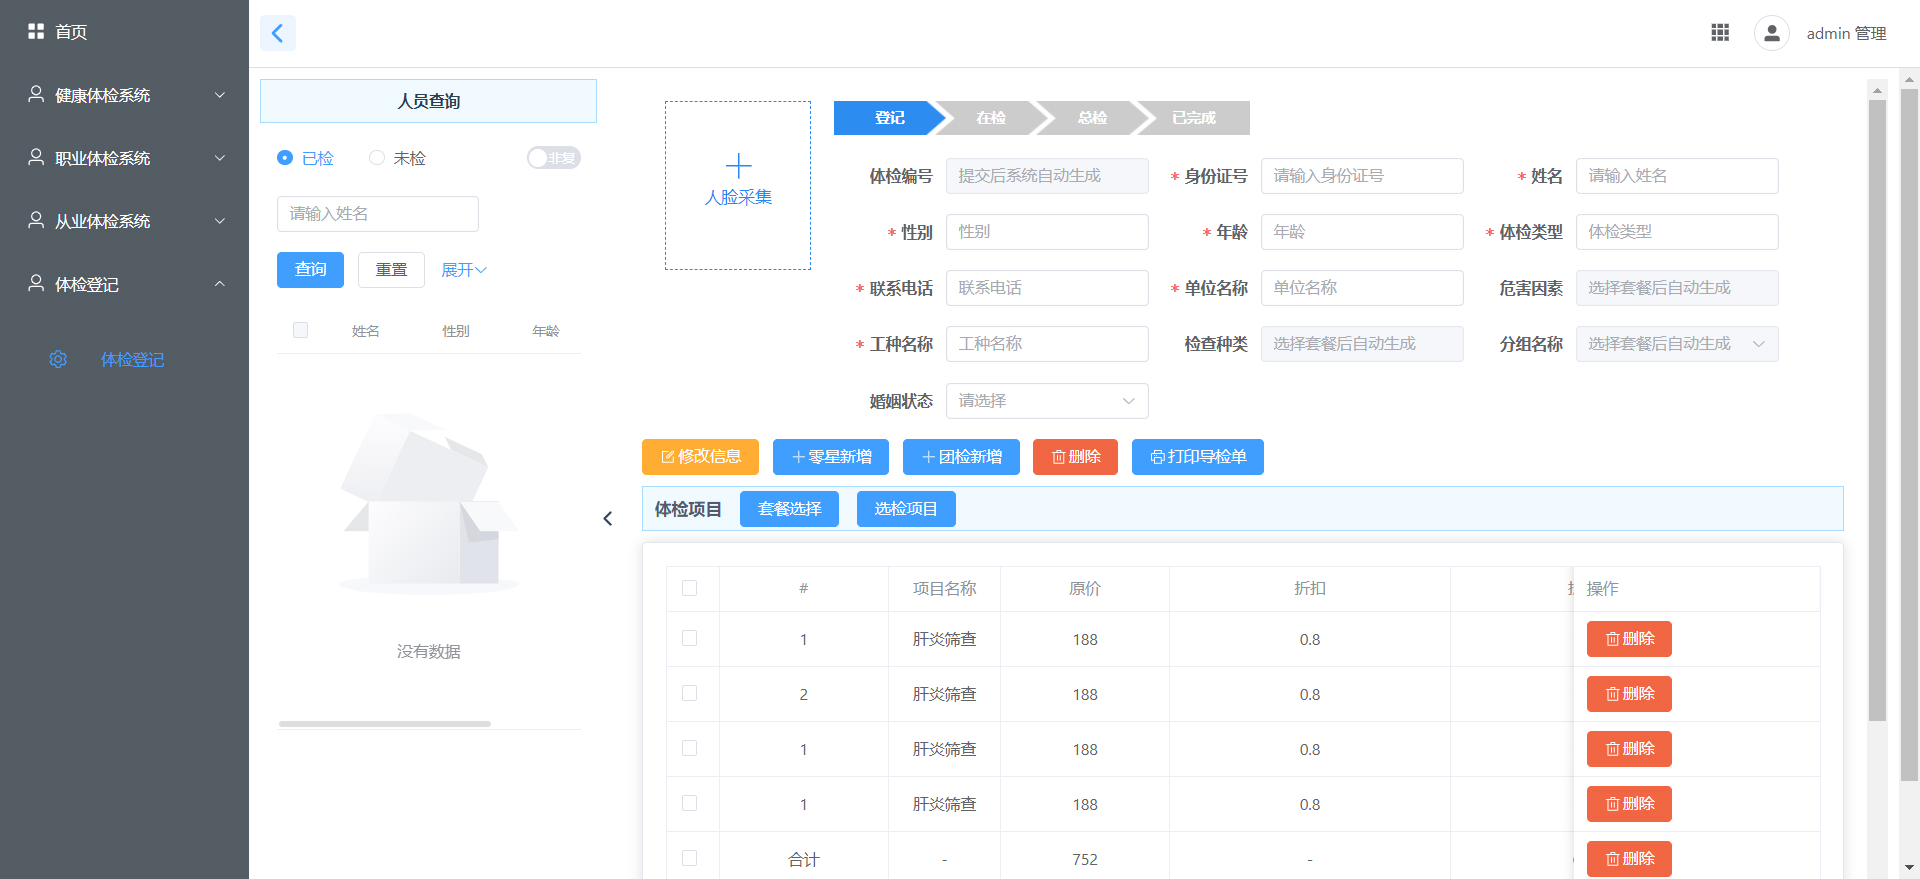 首页
健康体检系统
职业体检系统
从业体检系统
体检登记
体检登记
admin 管理
人员查询
已检 未检 非复
请输入姓名
查询 重置 展开
姓名 性别 年龄
没有数据
人脸采集
登记 在检 总检 已完成
体检编号 提交后系统自动生成 * 身份证号 请输入身份证号 * 姓名 请输入姓名
* 性别 性别 * 年龄 年龄 * 体检类型 体检类型
* 联系电话 联系电话 * 单位名称 单位名称 危害因素 选择套餐后自动生成
* 工种名称 工种名称 检查种类 选择套餐后自动生成 分组名称 选择套餐后自动生成
婚姻状态 请选择
修改信息 零星新增 团检新增 删除 打印导检单
体检项目 套餐选择 选检项目
# 项目名称 原价 折扣 操作
1 肝炎筛查 188 0.8 删除
2 肝炎筛查 188 0.8 删除
1 肝炎筛查 188 0.8 删除
1 肝炎筛查 188 0.8 删除
合计 - 752 - 删除